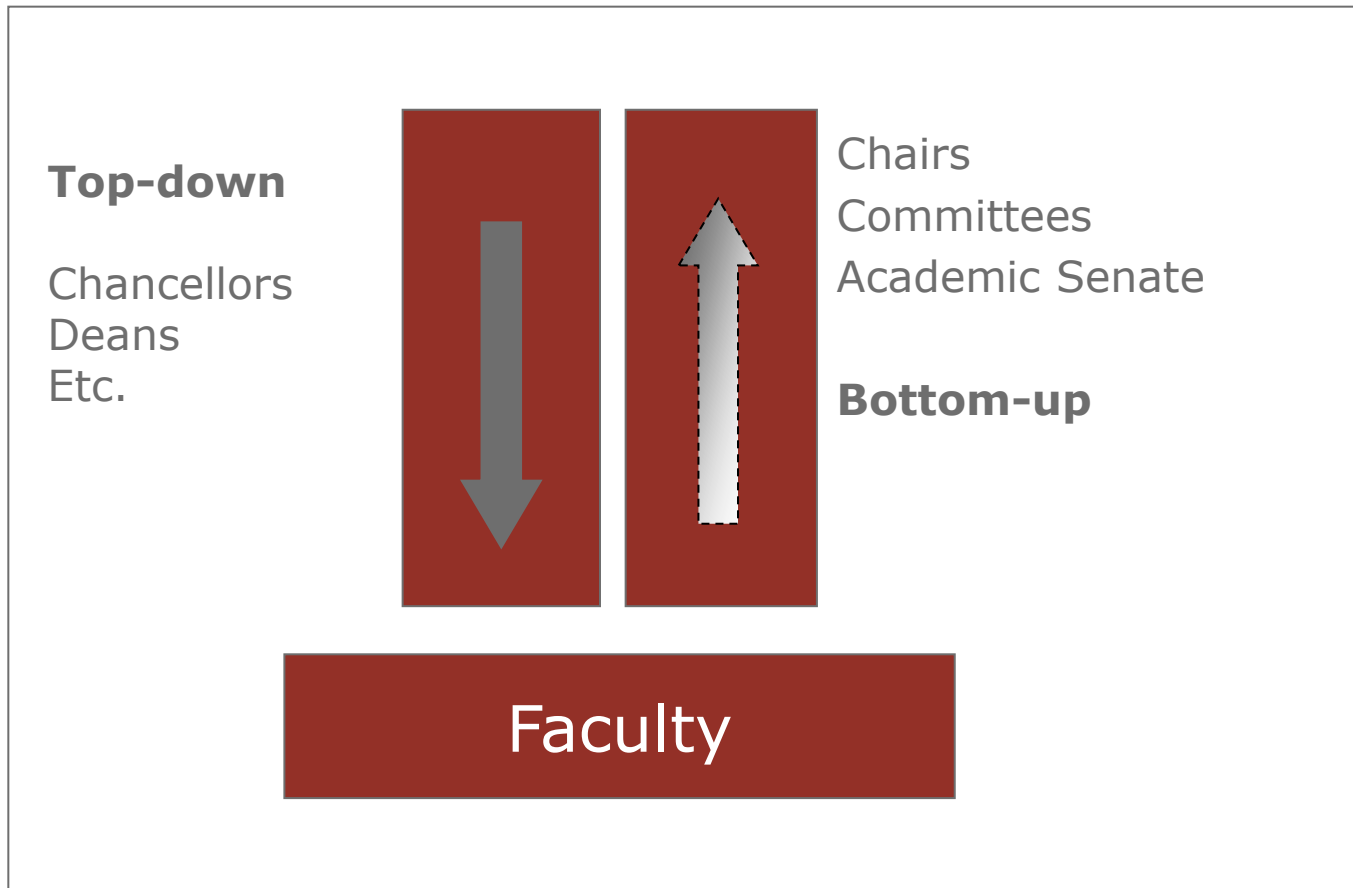 Top-down
Chancellors
Deans
Etc.
Chairs
Committees
Academic Senate
Bottom-up
Faculty